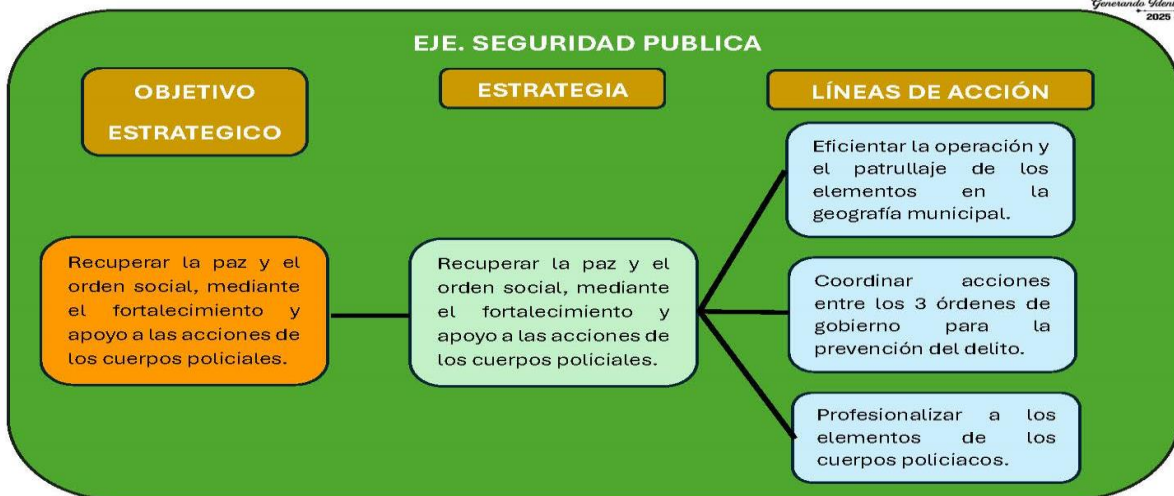 Generando Iden
2025
EJE. SEGURIDAD PUBLICA
OBJETIVO
ESTRATEGICO
Recuperar la paz y el
orden social, mediante
el fortalecimiento y
apoyo a las acciones de
los cuerpos policiales.
ESTRATEGIA
Recuperar la paz y el
orden social, mediante
el fortalecimiento y
apoyo a las acciones de
los cuerpos policiales.
LÍNEAS DE ACCIÓN
Eficientar la operación y
el patrullaje de los
elementos en la
geografía municipal.
Coordinar acciones
entre los 3 órdenes de
gobierno para la
prevención del delito.
Profesionalizar a los
elementos de los
cuerpos policíacos.